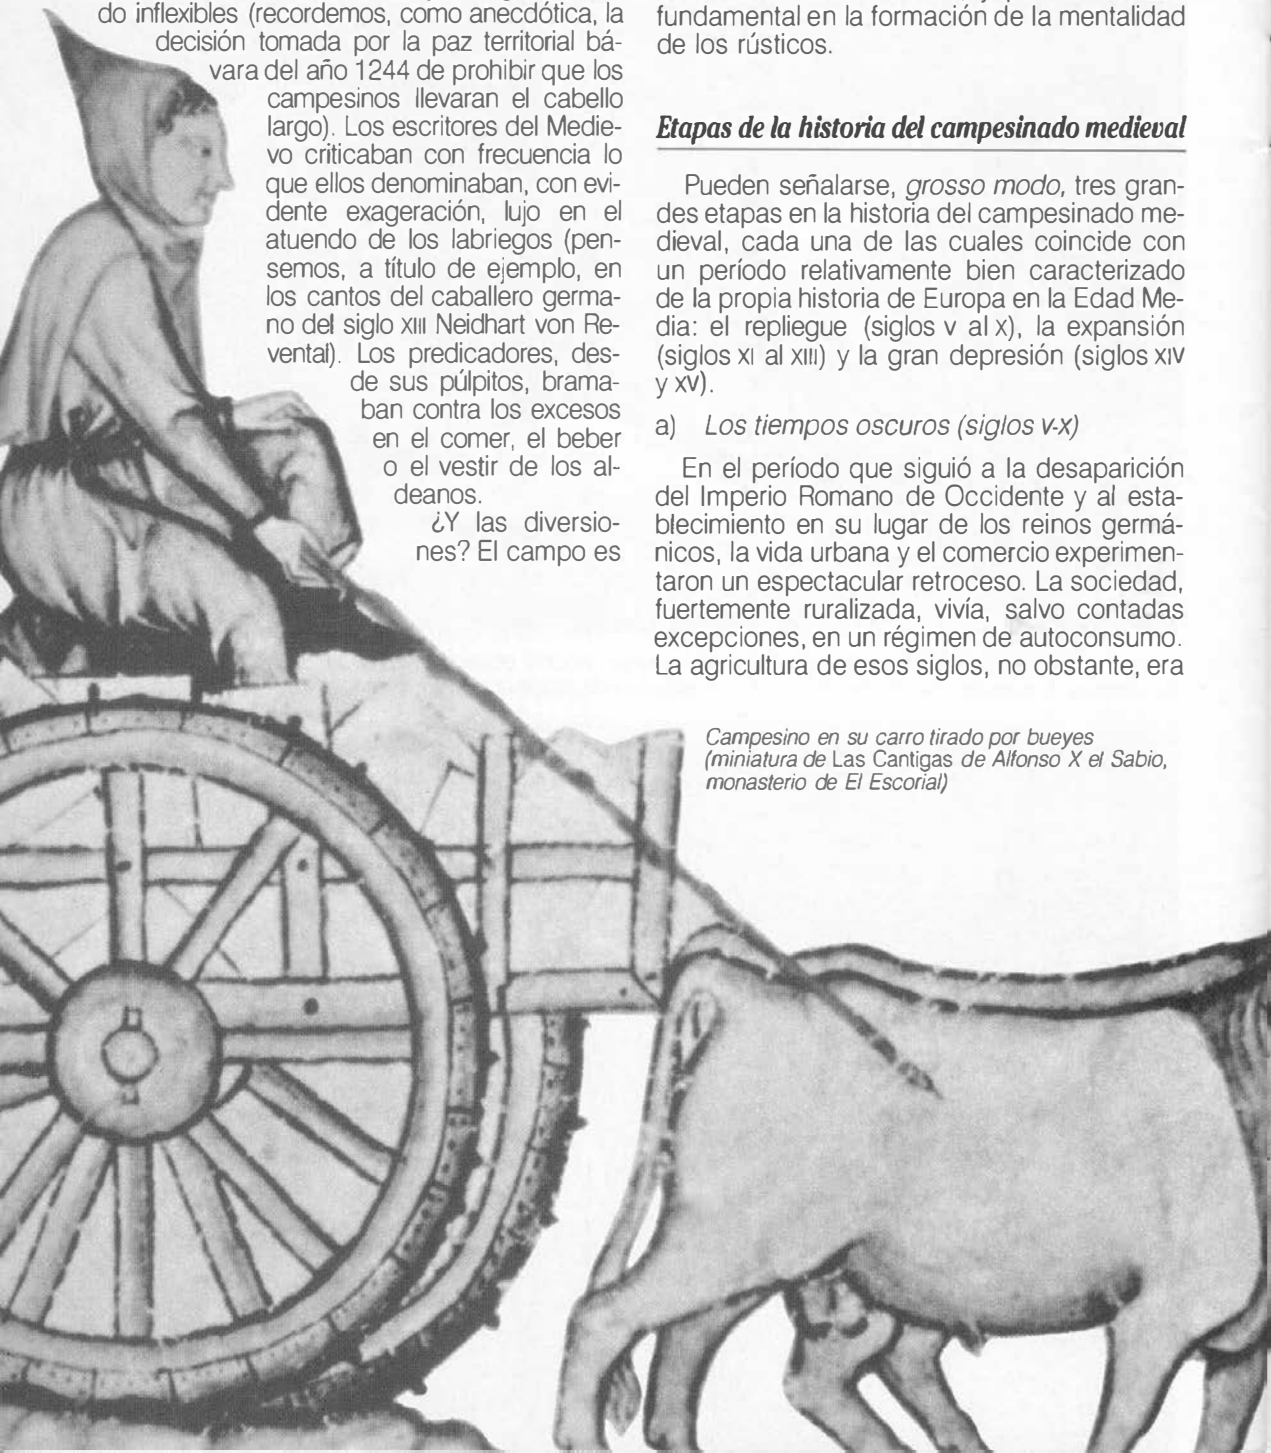 do inflexibles (recordemos, como anecdótica, la
decisión tomada por la paz territorial bá-
vara del año 1244 de prohibir que los
campesinos llevaran el cabello
largo). Los escritores del Medie-
vo criticaban con frecuencia lo
que ellos denominaban, con evi-
dente exageración, lujo en el
atuendo de los labriegos (pen-
semos, a título de ejemplo, en
los cantos del caballero germa-
no del siglo XIII Neidhart von Re-
vental). Los predicadores, des-
de sus púlpitos, brama-
ban contra los excesos
en el comer, el beber
o el vestir de los al-
deanos.
¿Y las diversio-
nes? El campo es
fundamental en la formación de la mentalidad
de los rústicos.
Etapas de la historia del campesinado medieval
Pueden señalarse, grosso modo, tres gran-
des etapas en la historia del campesinado me-
dieval, cada una de las cuales coincide con
un período relativamente bien caracterizado
de la propia historia de Europa en la Edad Me-
dia: el repliegue (siglos V al X), la expansión
(siglos XI al XIII) y la gran depresión (siglos XIV
y XV).
a) Los tiempos oscuros (siglos V-X)
En el período que siguió a la desaparición
del Imperio Romano de Occidente y al esta-
blecimiento en su lugar de los reinos germá-
nicos, la vida urbana y el comercio experimen-
taron un espectacular retroceso. La sociedad,
fuertemente ruralizada, vivía, salvo contadas
excepciones, en un régimen de autoconsumo.
La agricultura de esos siglos, no obstante, era
Campesino en su carro tirado por bueyes
(miniatura de Las Cantigas de Alfonso X el Sabio,
monasterio de El Escorial)